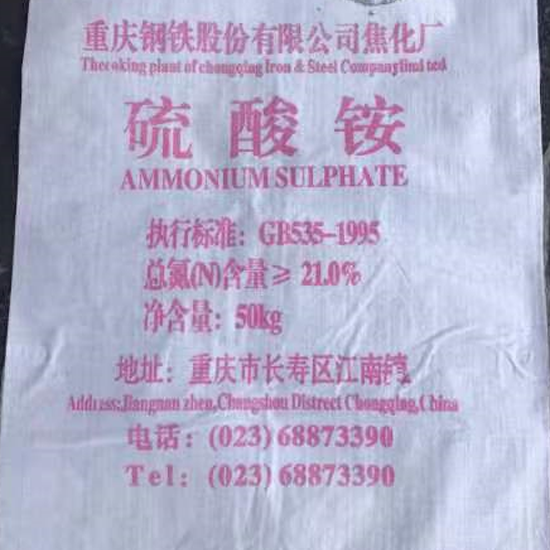 重庆钢铁股份有限公司焦化厂
Thecoking plant of chongqing Iron & Steel Companylimited
硫酸铵
AMMONIUM SULPHATE
执行标准：GB535-1995
总氮(N)含量≥21.0%
净含量：50kg
地址：重庆市长寿区江南镇
Address:Jiangnan zhen,Changshou Distrect Chongqing,China
电话：(023)68873390
Tel：(023)68873390